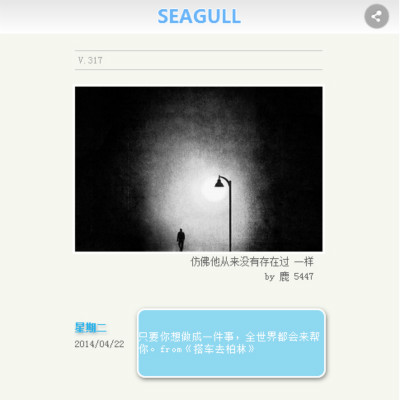 SEAGULL
V.317
仿佛他从来没有存在过 一样
by 鹿 5447
星期二
2014/04/22
只要你想做成一件事，全世界都会来帮
你。from《搭车去柏林》